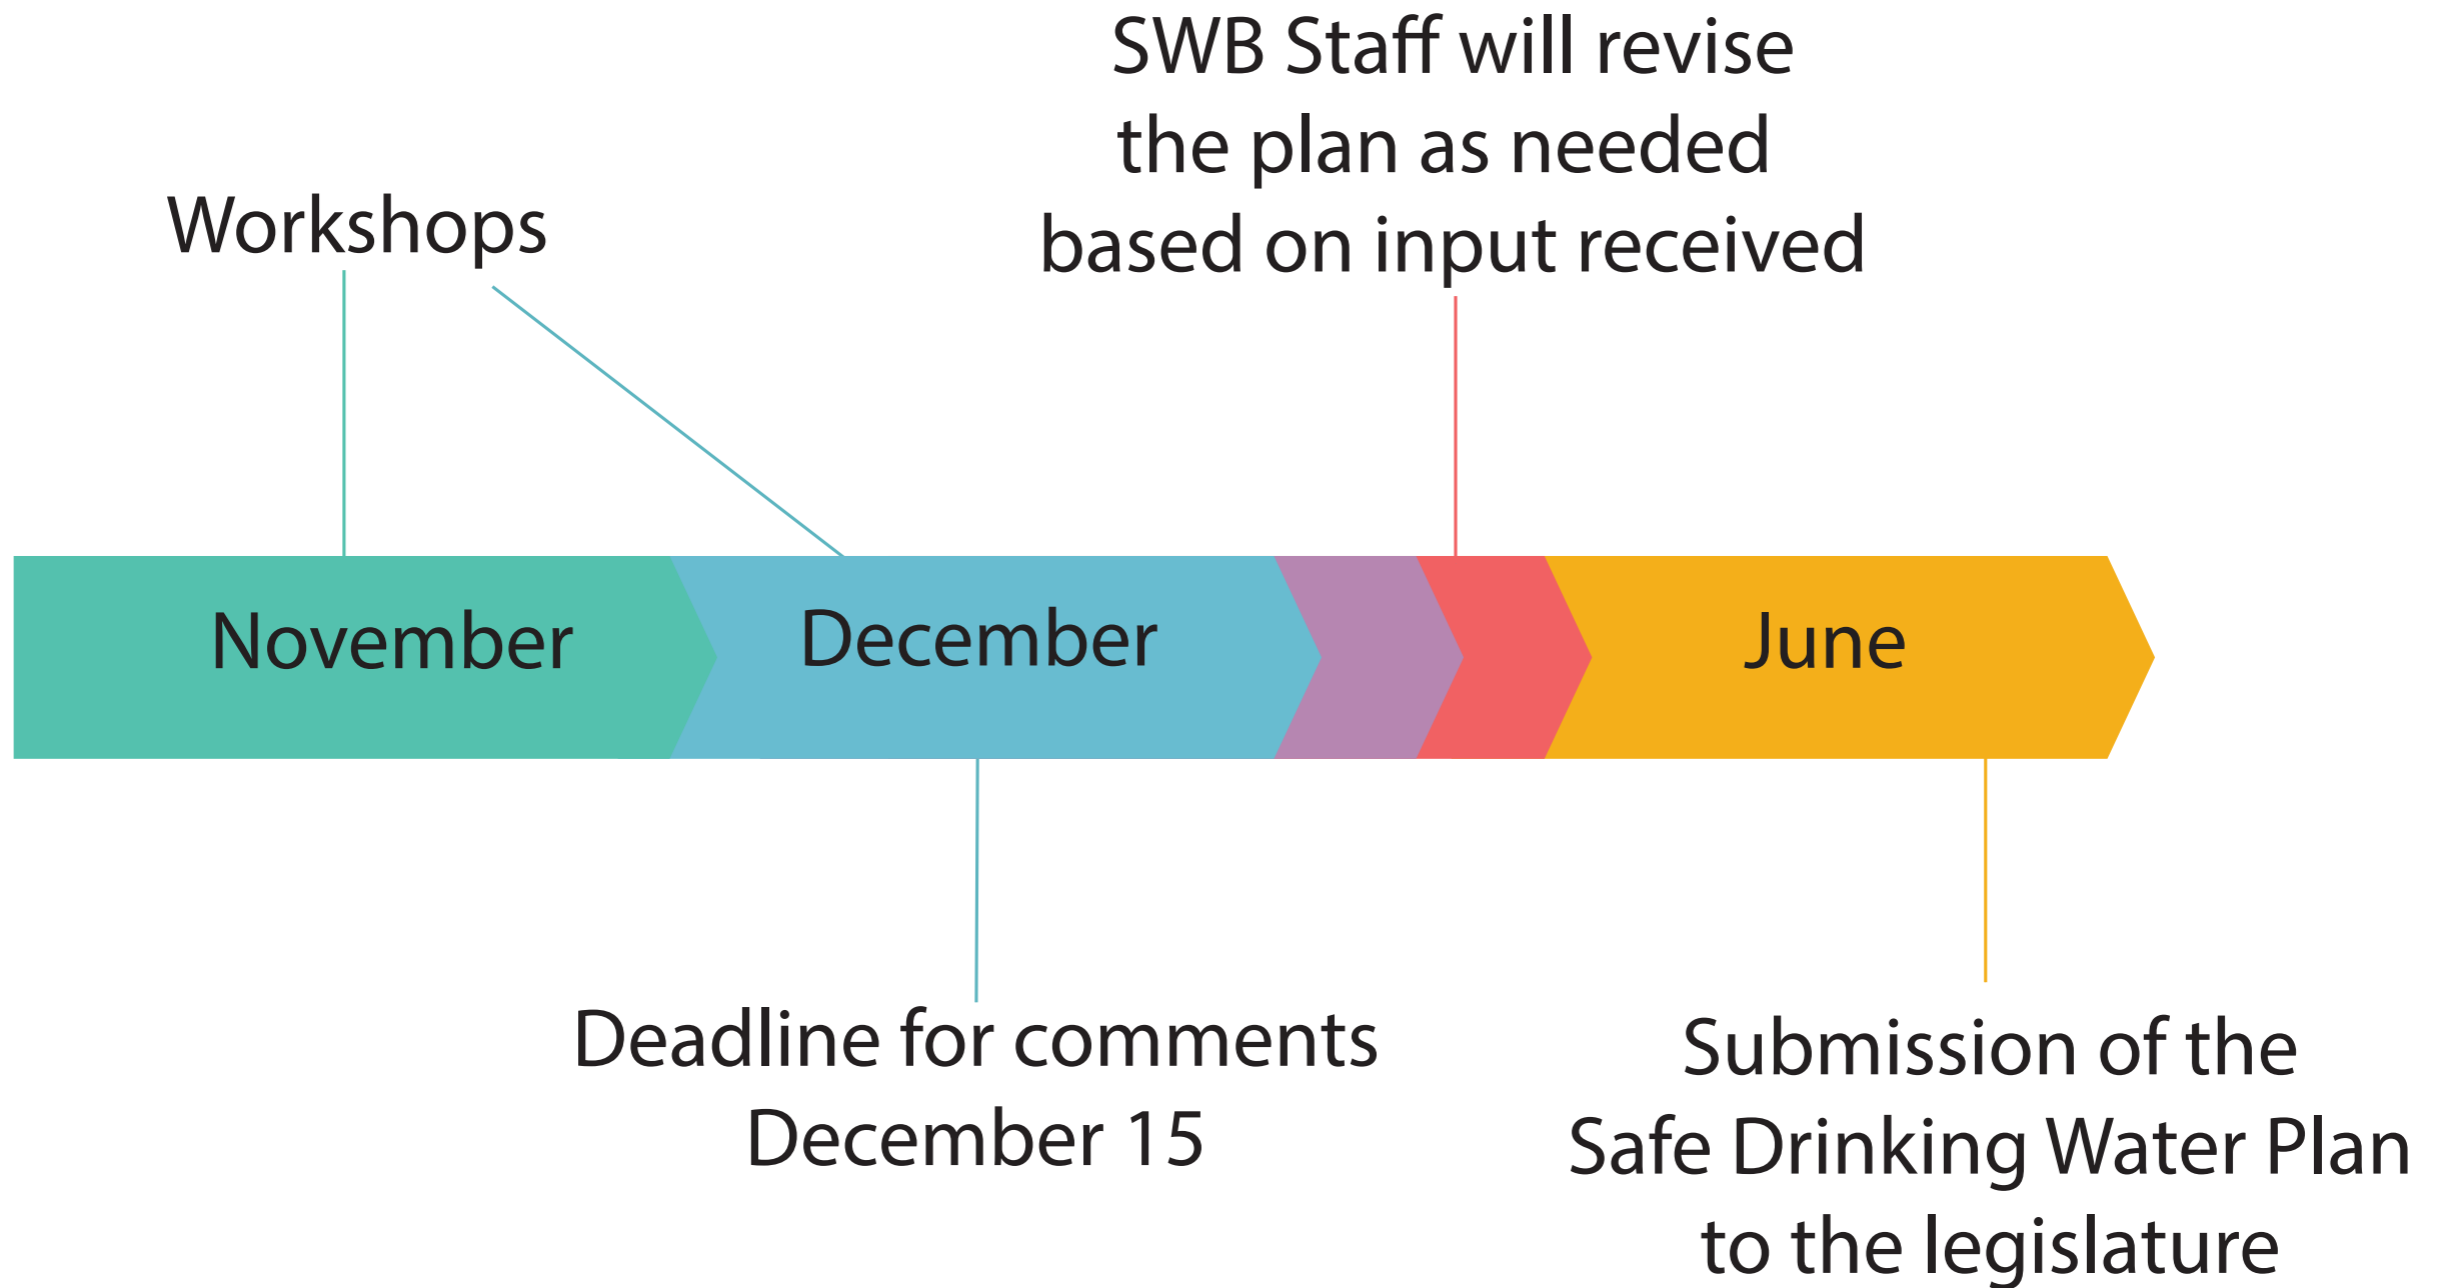 SWB Staff will revise
the plan as needed
based on input received
Workshops
November
December
June
Deadline for comments
December 15
Submission of the
Safe Drinking Water Plan
to the legislature